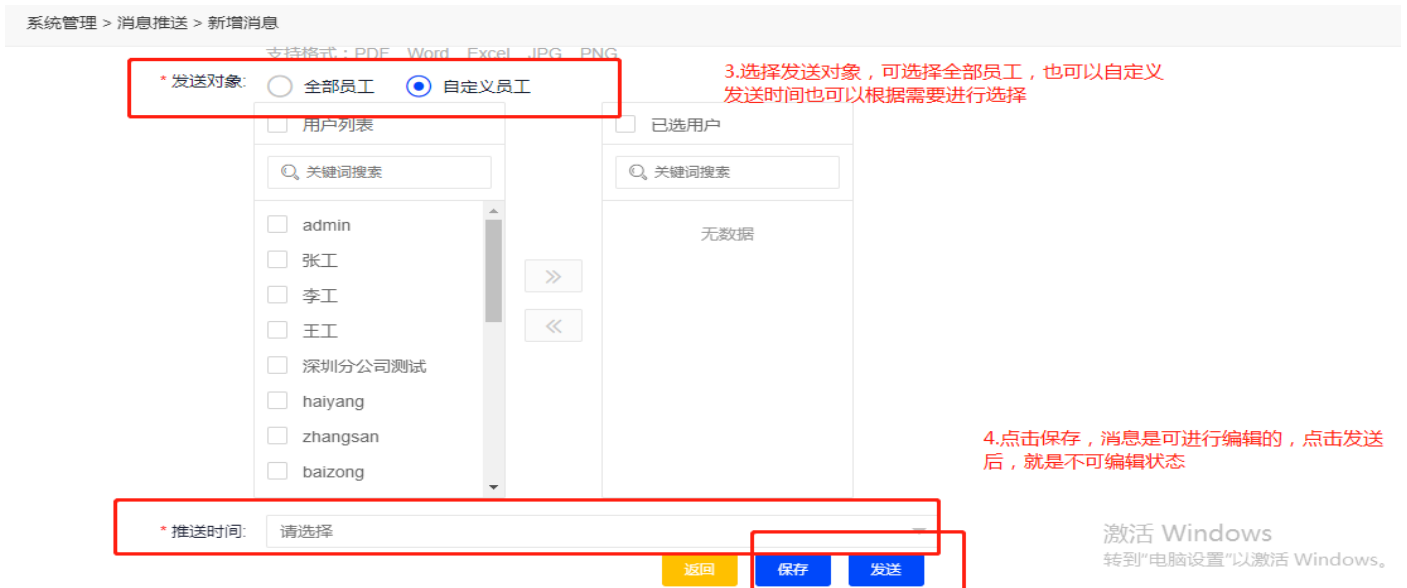 系统管理 > 消息推送 > 新增消息
支持格式：PDF Word Excel JPG PNG
* 发送对象: 全部员工 自定义员工
3.选择发送对象，可选择全部员工，也可以自定义
发送时间也可以根据需要进行选择
用户列表 已选用户
关键词搜索 关键词搜索
admin
无数据
张工
李工
王工
深圳分公司测试
haiyang
zhangsan
baizong
4.点击保存，消息是可进行编辑的，点击发送
后，就是不可编辑状态
* 推送时间: 请选择
激活 Windows
转到“电脑设置”以激活 Windows。
返回 保存 发送